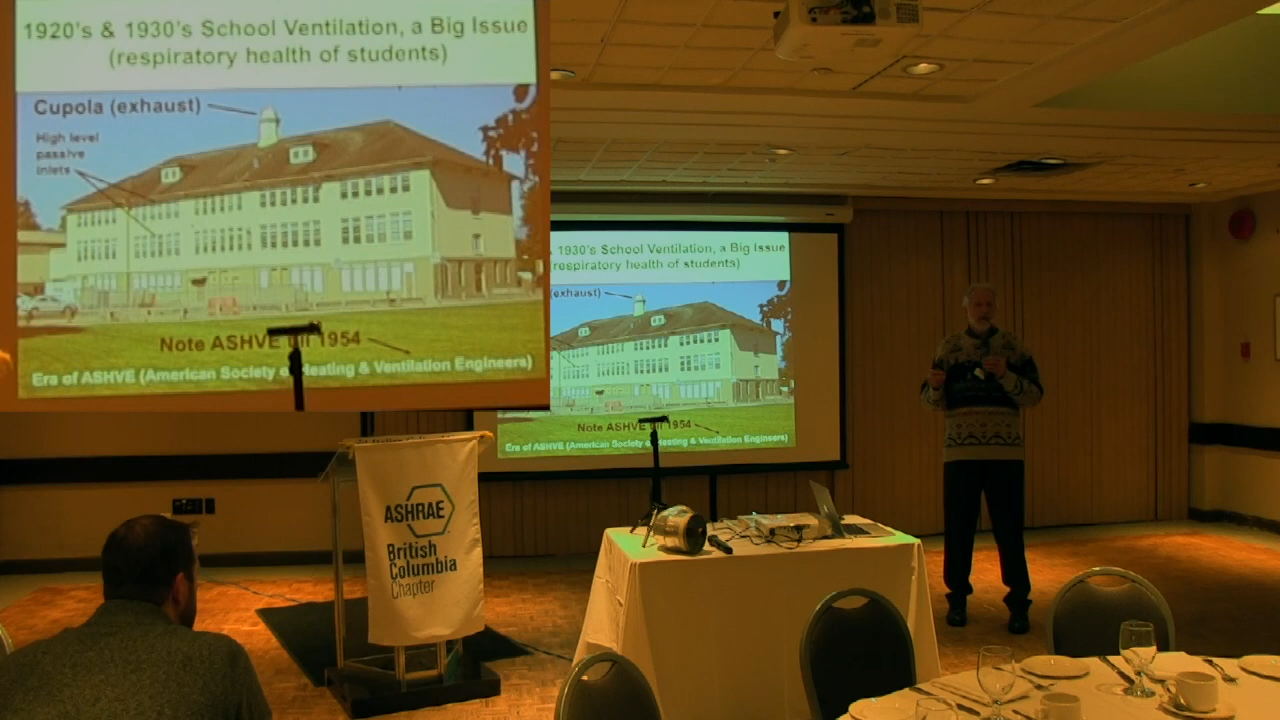 1920's & 1930's School Ventilation, a Big Issue
(respiratory health of students)
Cupola (exhaust)
High level
passive
inlets
Note ASHVE till 1954
Era of ASHVE (American Society of Heating & Ventilation Engineers)
1930's School Ventilation, a Big Issue
(respiratory health of students)
(exhaust)
Note ASHVE till 1954
Era of ASHVE (American Society of Heating & Ventilation Engineers)
ASHRAE
British
Columbia
Chapter